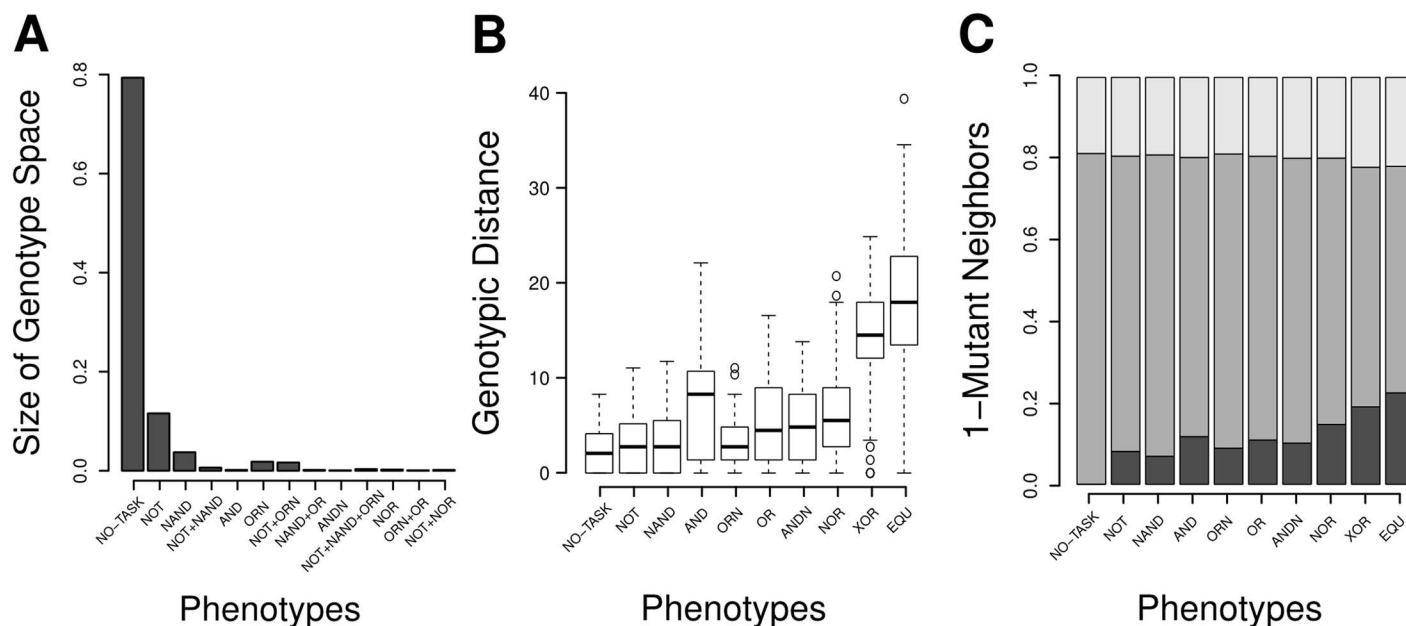 A
Size of Genotype Space
0.8
0.6
0.4
0.2
0.0
NO-TASK
NOT
NAND
NOT+NAND
AND
ORN
NOT+ORN
NAND+OR
ANDN
NOT+NAND+ORN
NOR
ORN+OR
NOT+NOR
Phenotypes
B
Genotypic Distance
40
30
20
10
0
NO-TASK
NOT
NAND
AND
ORN
OR
ANDN
NOR
XOR
EQU
Phenotypes
C
1-Mutant Neighbors
1.0
0.8
0.6
0.4
0.2
0.0
NO-TASK
NOT
NAND
AND
ORN
OR
ANDN
NOR
XOR
EQU
Phenotypes